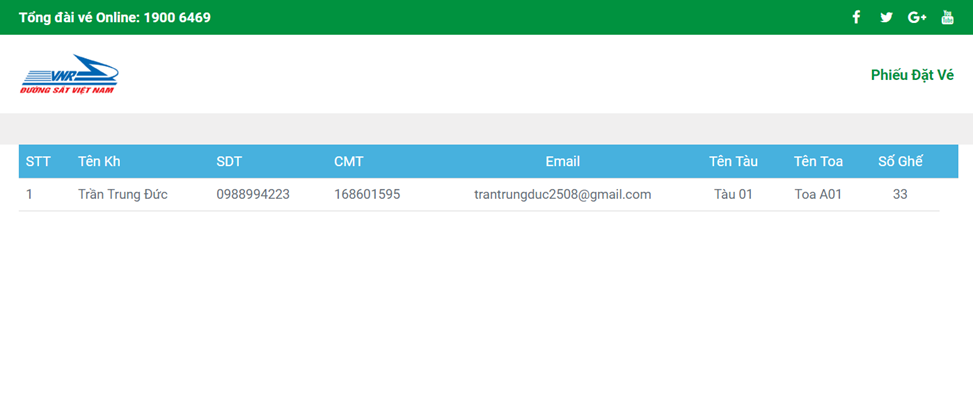 Tổng đài vé Online: 1900 6469
VNR
ĐƯỜNG SẮT VIỆT NAM
Phiếu Đặt Vé
STT Tên Kh SDT CMT Email Tên Tàu Tên Toa Số Ghế
1 Trần Trung Đức 0988994223 168601595 trantrungduc2508@gmail.com Tàu 01 Toa A01 33